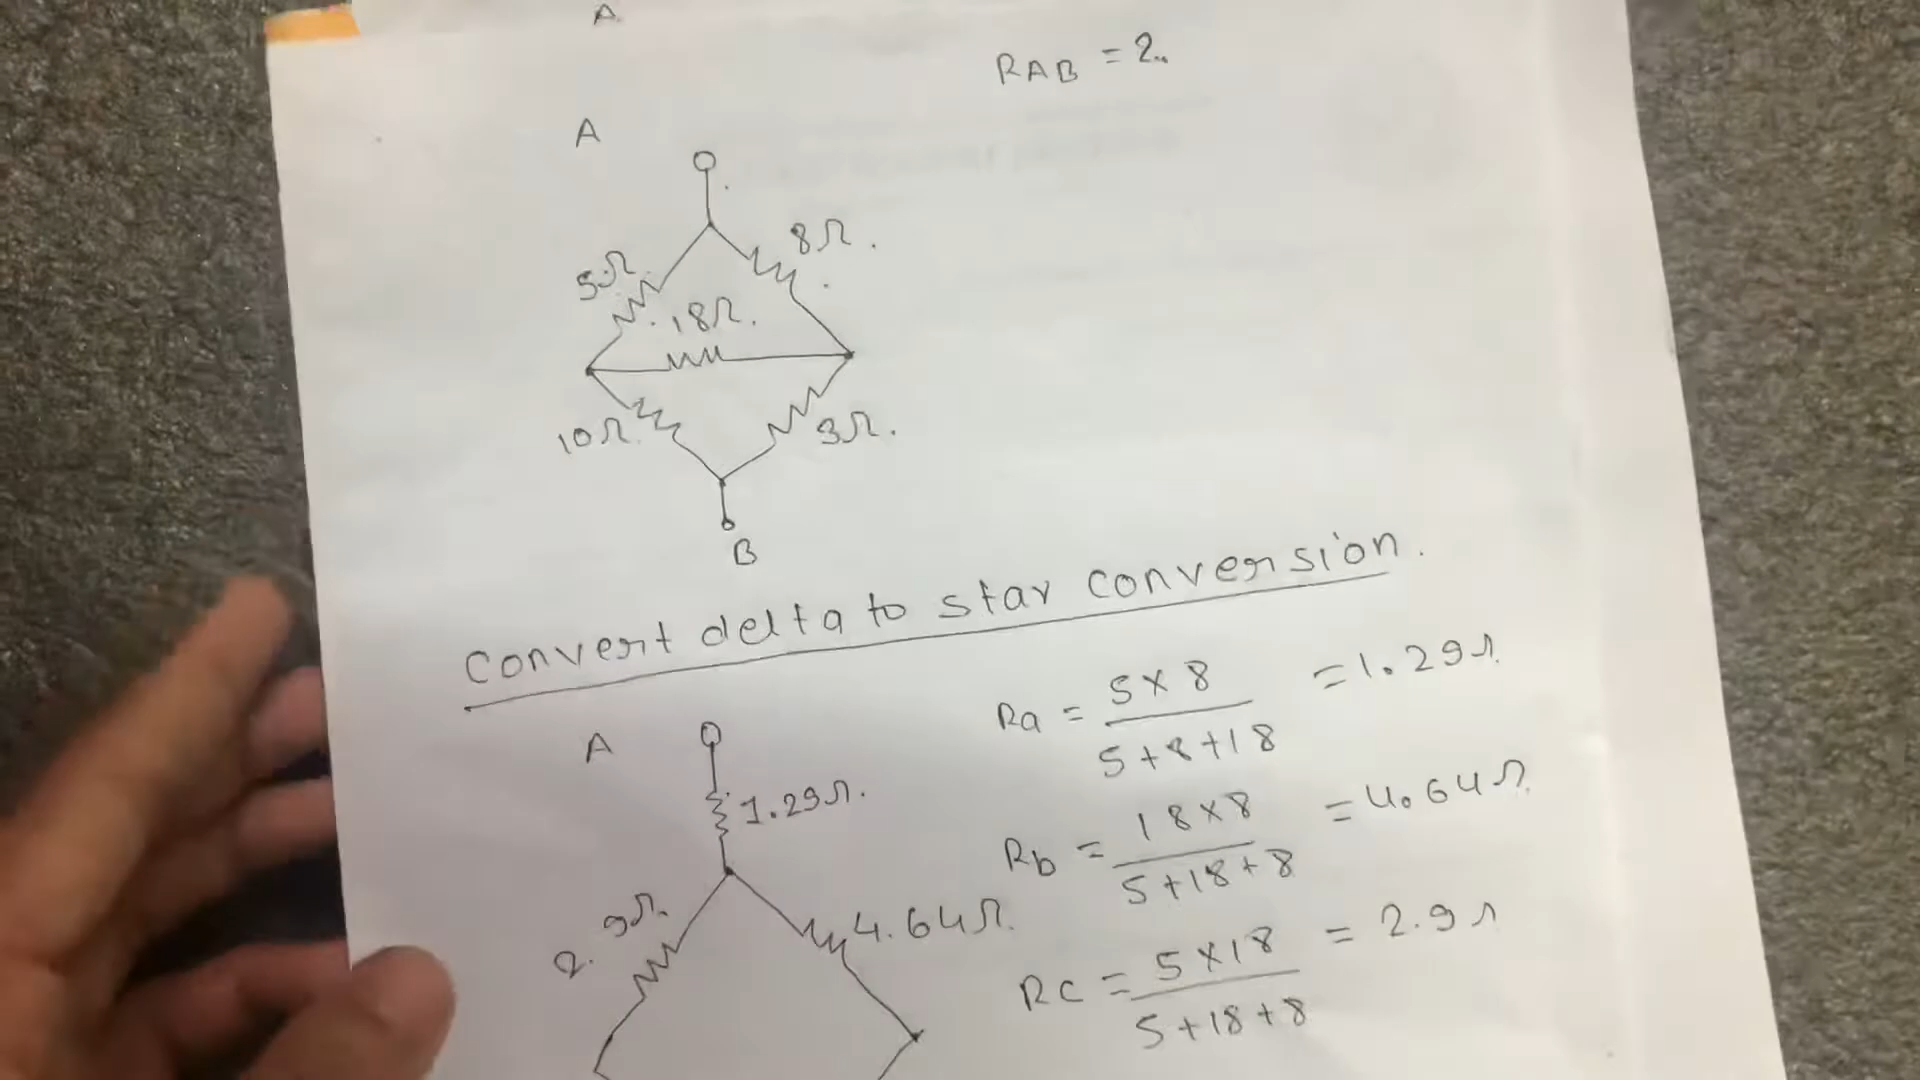 A
RAB = 2.
A
5Ω
8Ω.
18Ω.
10Ω.
3Ω.
B
Convert delta to star conversion.
A
1.29Ω.
2.9Ω.
4.64Ω.
Ra = 5×8 / 5+8+18 = 1.29Ω
Rb = 18×8 / 5+18+8 = 4.64Ω
Rc = 5×18 / 5+18+8 = 2.9Ω